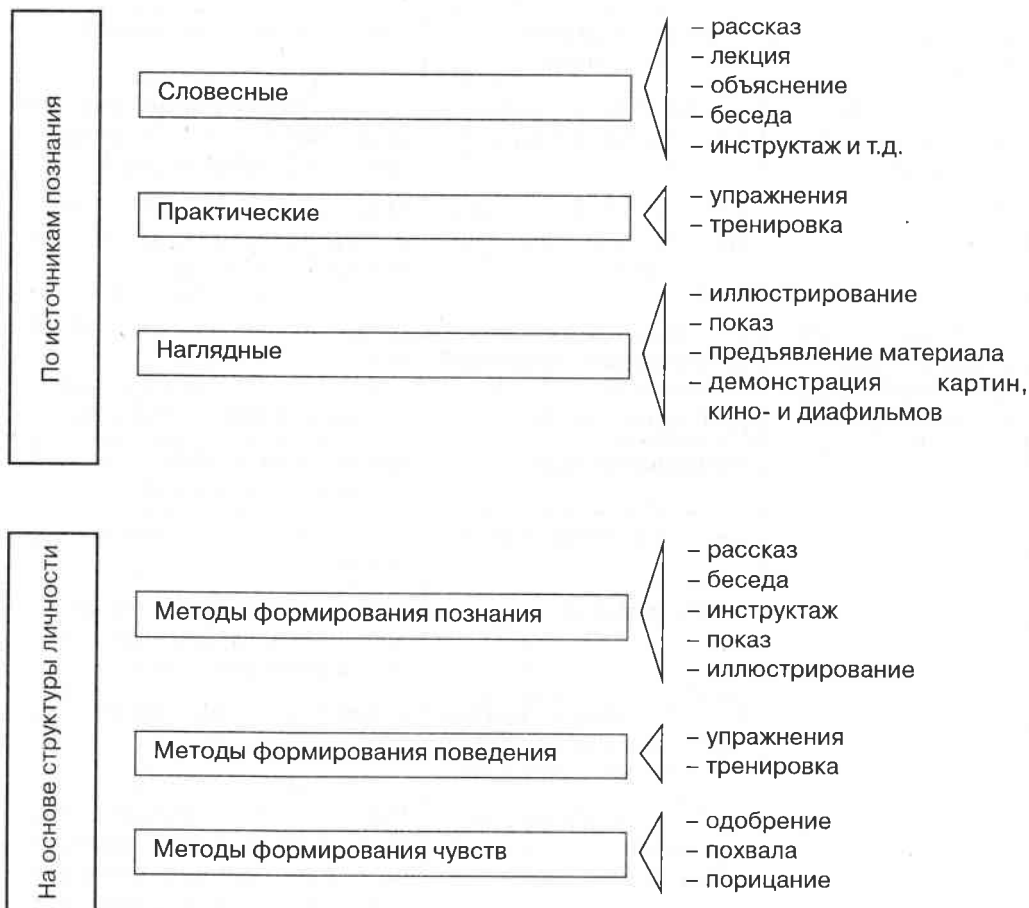 По источникам познания
Словесные
– рассказ
– лекция
– объяснение
– беседа
– инструктаж и т.д.
Практические
– упражнения
– тренировка
Наглядные
– иллюстрирование
– показ
– предъявление материала
– демонстрация картин,
кино- и диафильмов
На основе структуры личности
Методы формирования познания
– рассказ
– беседа
– инструктаж
– показ
– иллюстрирование
Методы формирования поведения
– упражнения
– тренировка
Методы формирования чувств
– одобрение
– похвала
– порицание